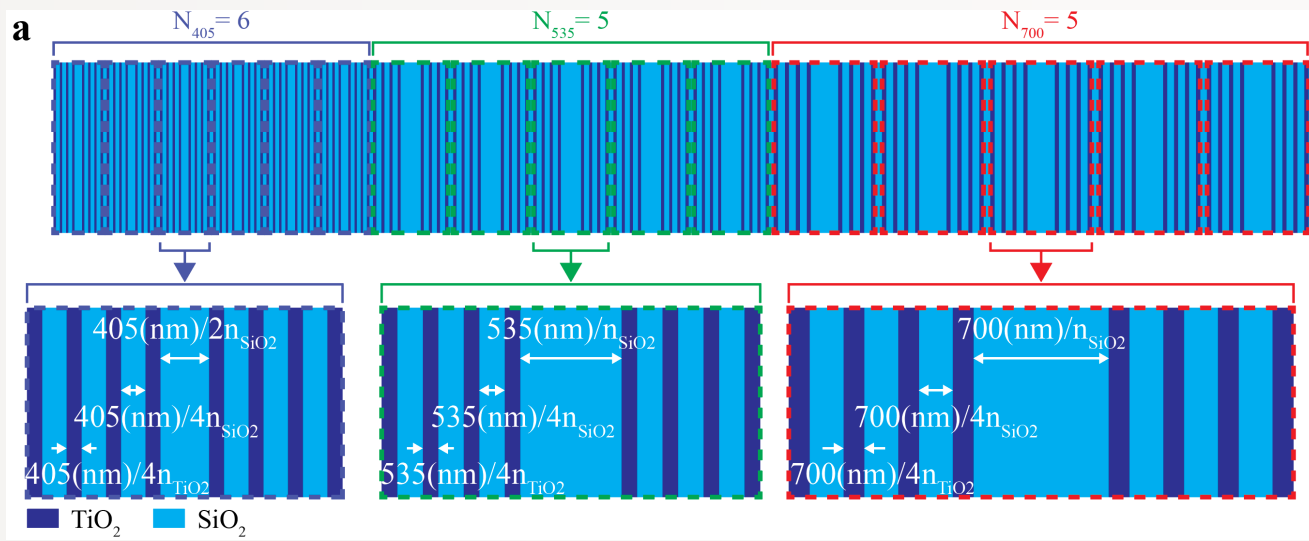 a
N405= 6
N535= 5
N700= 5
405(nm)/2nSiO2
405(nm)/4nSiO2
405(nm)/4nTiO2
535(nm)/nSiO2
535(nm)/4nSiO2
535(nm)/4nTiO2
700(nm)/nSiO2
700(nm)/4nSiO2
700(nm)/4nTiO2
TiO2
SiO2